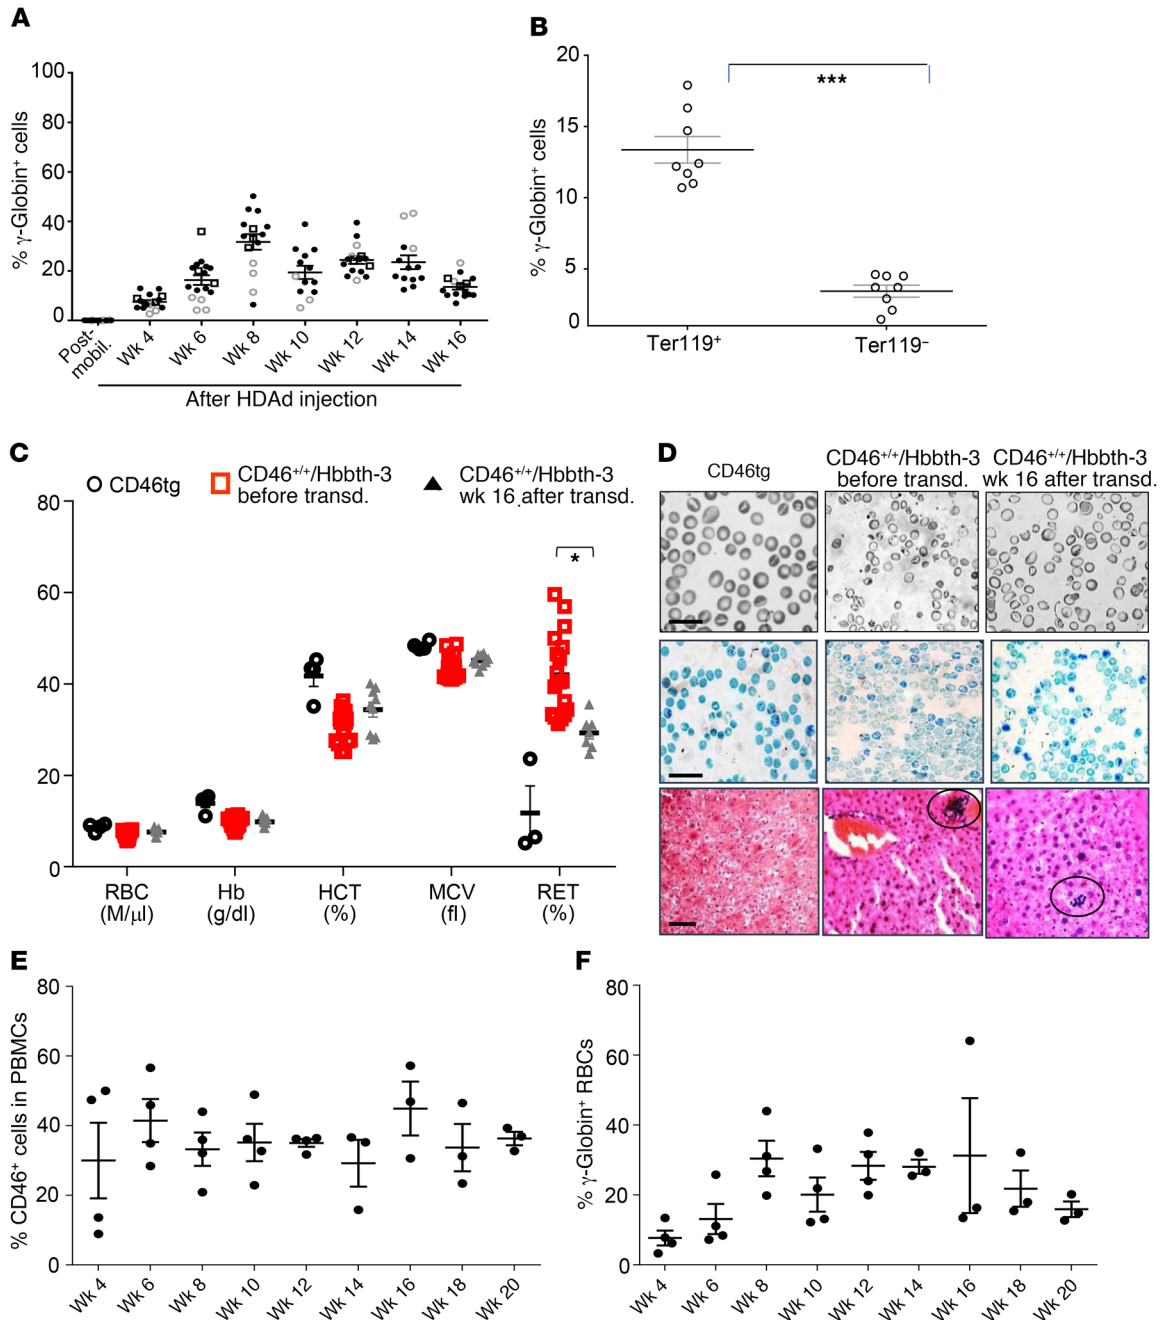 A
% γ-Globin⁺ cells
100
80
60
40
20
0
Post-
mobil.
Wk 4
Wk 6
Wk 8
Wk 10
Wk 12
Wk 14
Wk 16
After HDAd injection
B
% γ-Globin⁺ cells
20
15
10
5
0
***
Ter119⁺
Ter119⁻
C
CD46tg
CD46⁺/⁺/Hbbth-3
before transd.
CD46⁺/⁺/Hbbth-3
wk 16 after transd.
80
60
40
20
0
*
RBC
(M/μl)
Hb
(g/dl)
HCT
(%)
MCV
(fl)
RET
(%)
D
CD46tg
CD46⁺/⁺/Hbbth-3
before transd.
CD46⁺/⁺/Hbbth-3
wk 16 after transd.
E
% CD46⁺ cells in PBMCs
80
60
40
20
0
Wk 4
Wk 6
Wk 8
Wk 10
Wk 12
Wk 14
Wk 16
Wk 18
Wk 20
F
% γ-Globin⁺ RBCs
80
60
40
20
0
Wk 4
Wk 6
Wk 8
Wk 10
Wk 12
Wk 14
Wk 16
Wk 18
Wk 20